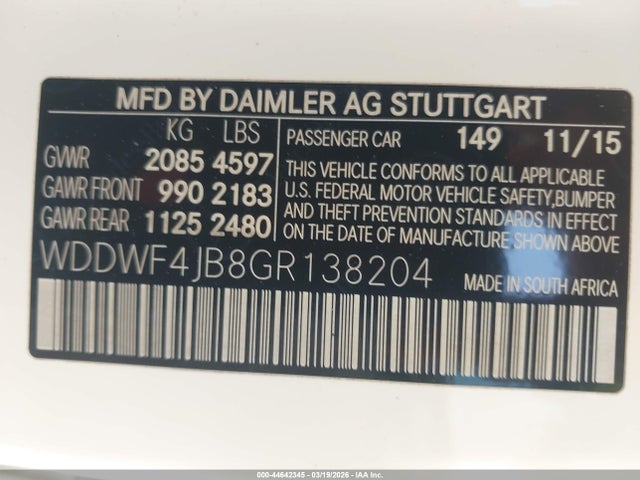 MFD BY DAIMLER AG STUTTGART
KG LBS
GVWR 2085 4597
GAWR FRONT 990 2183
GAWR REAR 1125 2480
PASSENGER CAR 149 11/15
THIS VEHICLE CONFORMS TO ALL APPLICABLE
U.S. FEDERAL MOTOR VEHICLE SAFETY,BUMPER
AND THEFT PREVENTION STANDARDS IN EFFECT
ON THE DATE OF MANUFACTURE SHOWN ABOVE
WDDWF4JB8GR138204
MADE IN SOUTH AFRICA
000-44642345 - 03/19/2026 - IAA Inc.